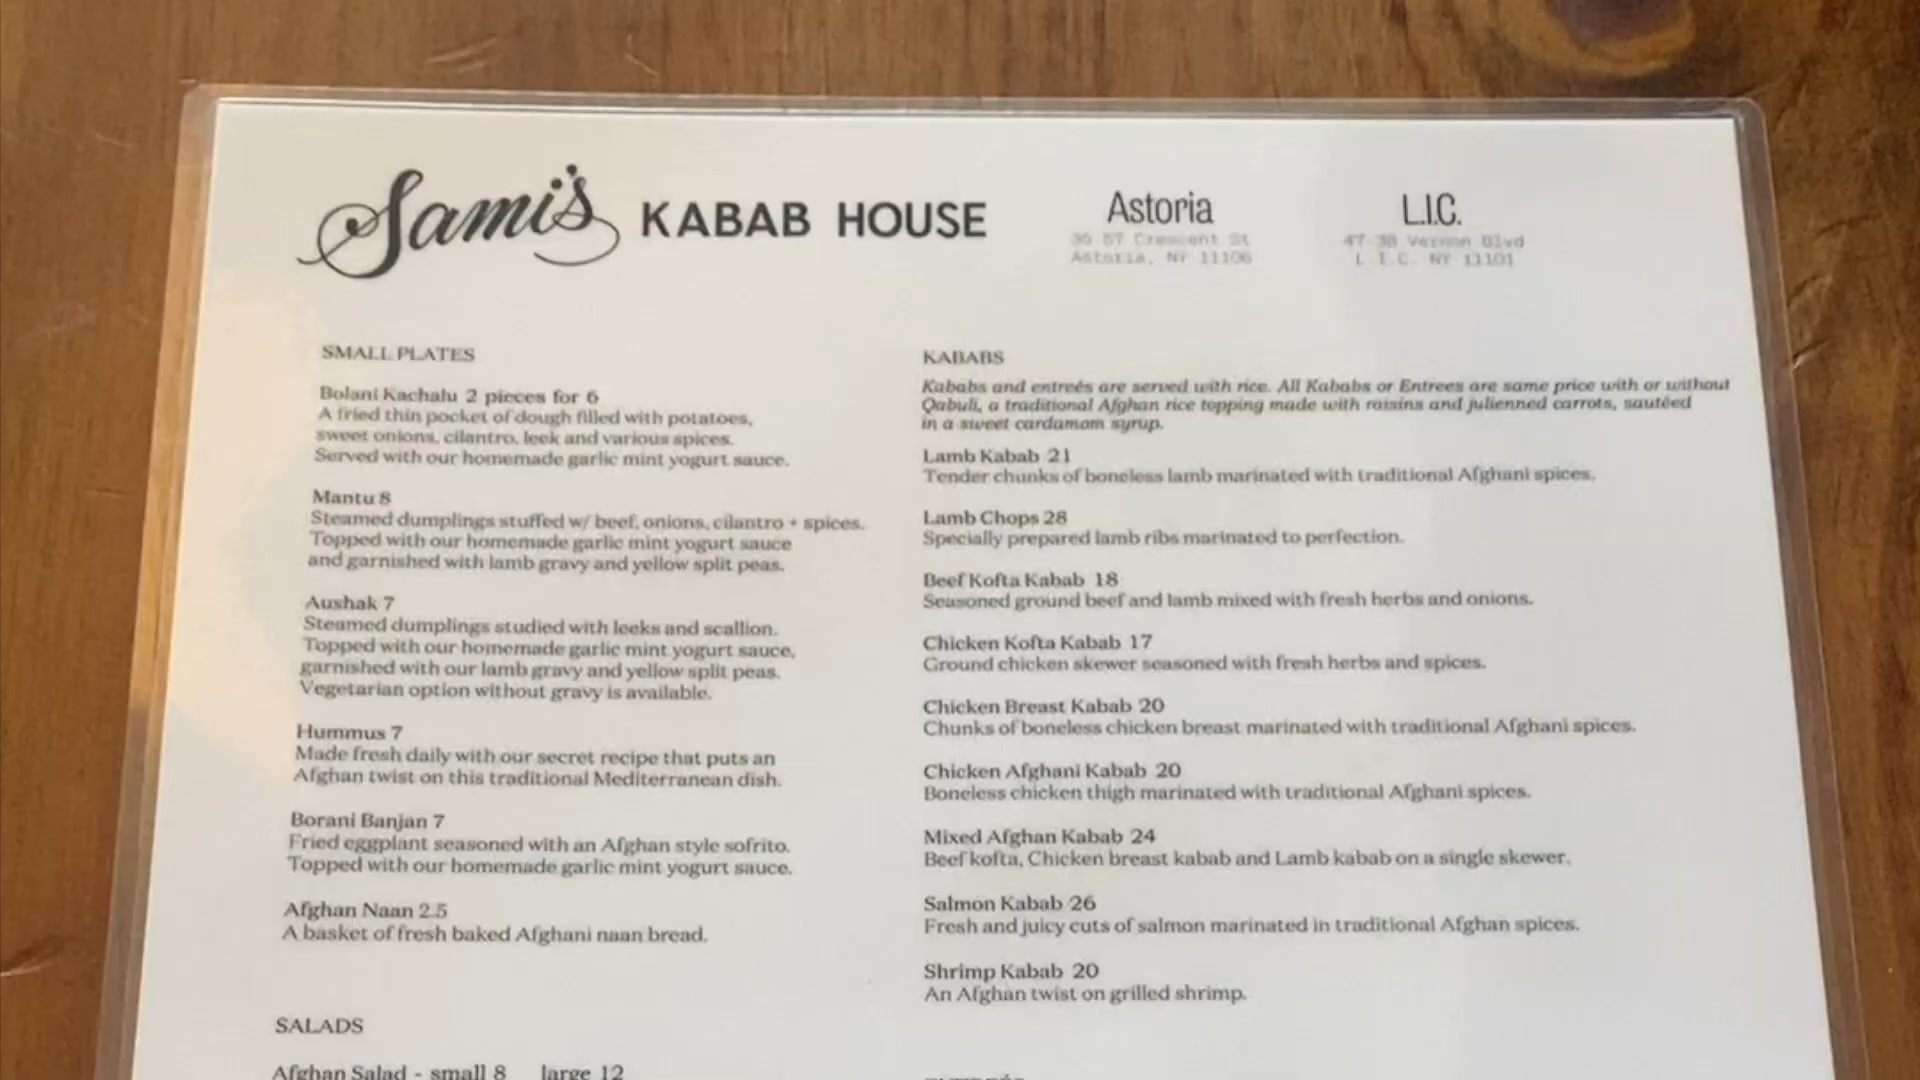 Sami's KABAB HOUSE
Astoria
35 57 Crescent St
Astoria, NY 11106
L.I.C.
47 38 Vernon Blvd
L I.C. NY 11101
SMALL PLATES
Bolani Kachalu 2 pieces for 6
A fried thin pocket of dough filled with potatoes,
sweet onions, cilantro, leek and various spices.
Served with our homemade garlic mint yogurt sauce.
Mantu 8
Steamed dumplings stuffed w/ beef, onions, cilantro + spices.
Topped with our homemade garlic mint yogurt sauce
and garnished with lamb gravy and yellow split peas.
Aushak 7
Steamed dumplings studied with leeks and scallion.
Topped with our homemade garlic mint yogurt sauce,
garnished with our lamb gravy and yellow split peas.
Vegetarian option without gravy is available.
Hummus 7
Made fresh daily with our secret recipe that puts an
Afghan twist on this traditional Mediterranean dish.
Borani Banjan 7
Fried eggplant seasoned with an Afghan style sofrito.
Topped with our homemade garlic mint yogurt sauce.
Afghan Naan 2.5
A basket of fresh baked Afghani naan bread.
SALADS
Afghan Salad - small 8 large 12
KABABS
Kababs and entreés are served with rice. All Kababs or Entrees are same price with or without
Qabuli, a traditional Afghan rice topping made with raisins and julienned carrots, sautéed
in a sweet cardamom syrup.
Lamb Kabab 21
Tender chunks of boneless lamb marinated with traditional Afghani spices.
Lamb Chops 28
Specially prepared lamb ribs marinated to perfection.
Beef Kofta Kabab 18
Seasoned ground beef and lamb mixed with fresh herbs and onions.
Chicken Kofta Kabab 17
Ground chicken skewer seasoned with fresh herbs and spices.
Chicken Breast Kabab 20
Chunks of boneless chicken breast marinated with traditional Afghani spices.
Chicken Afghani Kabab 20
Boneless chicken thigh marinated with traditional Afghani spices.
Mixed Afghan Kabab 24
Beef kofta, Chicken breast kabab and Lamb kabab on a single skewer.
Salmon Kabab 26
Fresh and juicy cuts of salmon marinated in traditional Afghan spices.
Shrimp Kabab 20
An Afghan twist on grilled shrimp.